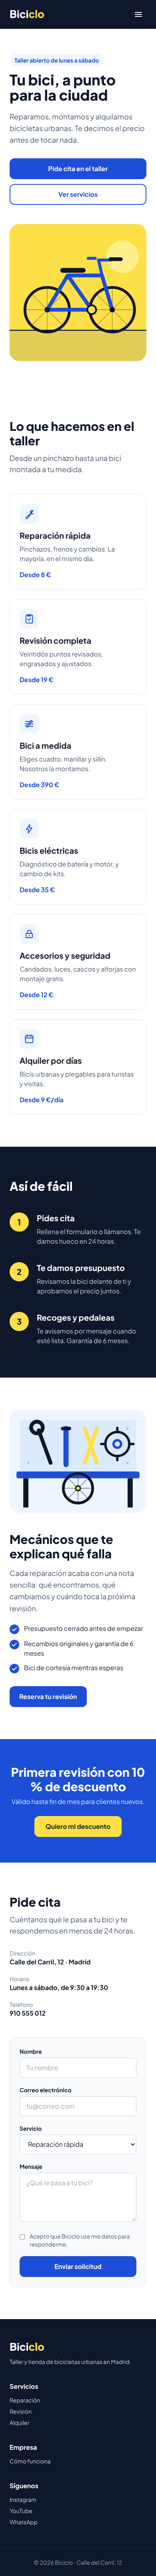 Biciclo
Taller abierto de lunes a sábado
Tu bici, a punto
para la ciudad
Reparamos, montamos y alquilamos
bicicletas urbanas. Te decimos el precio
antes de tocar nada.
Pide cita en el taller
Ver servicios
Lo que hacemos en el
taller
Desde un pinchazo hasta una bici
montada a tu medida.
Reparación rápida
Pinchazos, frenos y cambios. La
mayoría, en el mismo día.
Desde 8 €
Revisión completa
Veintidós puntos revisados,
engrasados y ajustados.
Desde 19 €
Bici a medida
Eliges cuadro, manillar y sillín.
Nosotros la montamos.
Desde 390 €
Bicis eléctricas
Diagnóstico de batería y motor, y
cambio de kits.
Desde 35 €
Accesorios y seguridad
Candados, luces, cascos y alforjas con
montaje gratis.
Desde 12 €
Alquiler por días
Bicis urbanas y plegables para turistas
y visitas.
Desde 9 €/día
Así de fácil
1
Pides cita
Rellena el formulario o llámanos. Te
damos hueco en 24 horas.
2
Te damos presupuesto
Revisamos la bici delante de ti y
aprobamos el precio juntos.
3
Recoges y pedaleas
Te avisamos por mensaje cuando
esté lista. Garantía de 6 meses.
Mecánicos que te
explican qué falla
Cada reparación acaba con una nota
sencilla: qué encontramos, qué
cambiamos y cuándo toca la próxima
revisión.
Presupuesto cerrado antes de empezar
Recambios originales y garantía de 6
meses
Bici de cortesía mientras esperas
Reserva tu revisión
Primera revisión con 10
% de descuento
Válido hasta fin de mes para clientes nuevos.
Quiero mi descuento
Pide cita
Cuéntanos qué le pasa a tu bici y te
respondemos en menos de 24 horas.
Dirección
Calle del Carril, 12 · Madrid
Horario
Lunes a sábado, de 9:30 a 19:30
Teléfono
910 555 012
Nombre
Tu nombre
Correo electrónico
tu@correo.com
Servicio
Reparación rápida
Mensaje
¿Qué le pasa a tu bici?
Acepto que Biciclo use mis datos para
responderme.
Enviar solicitud
Biciclo
Taller y tienda de bicicletas urbanas en Madrid.
Servicios
Reparación
Revisión
Alquiler
Empresa
Cómo funciona
Síguenos
Instagram
YouTube
WhatsApp
© 2026 Biciclo · Calle del Carril, 12